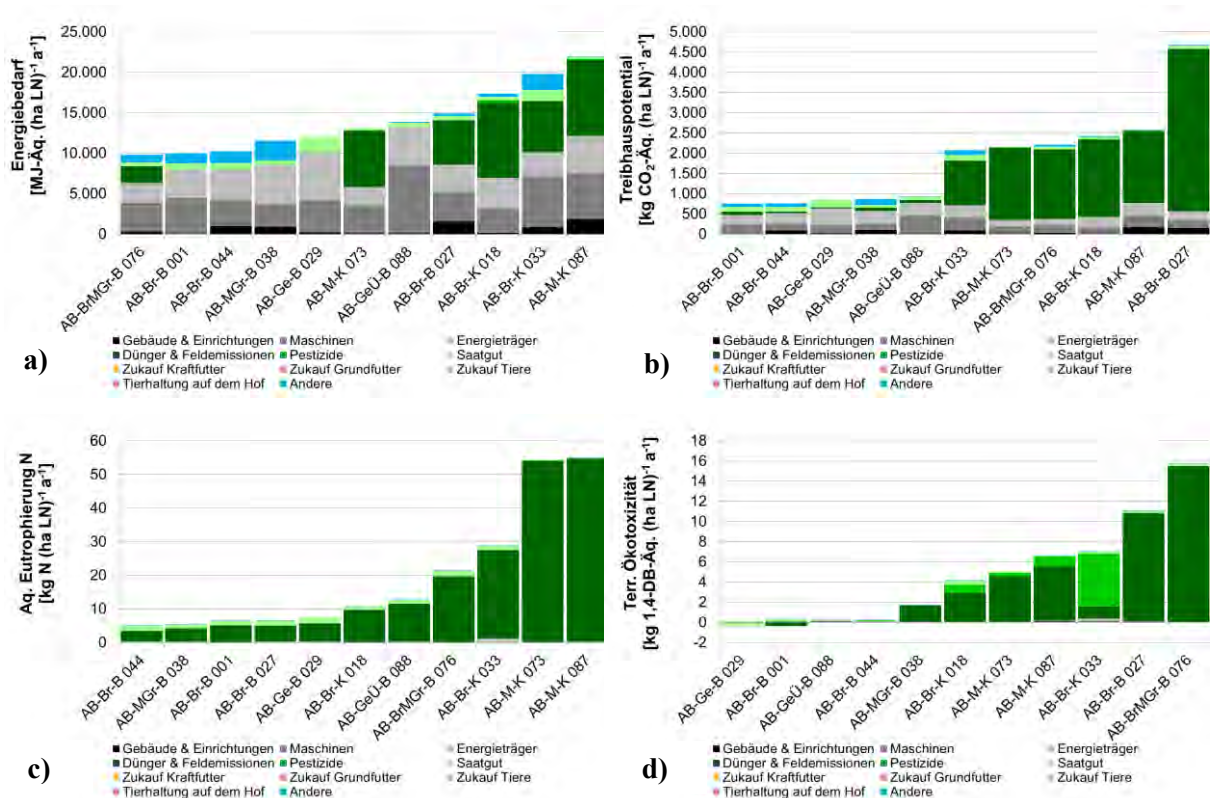 25.000
20.000
15.000
10.000
5.000
0
Energiebedarf
[MJ-Äq. (ha LN)⁻¹ a⁻¹]
AB-BrMGr-B 076
AB-Br-B 001
AB-Br-B 044
AB-MGr-B 038
AB-Ge-B 029
AB-M-K 073
AB-GeÜ-B 088
AB-Br-B 027
AB-Br-K 018
AB-Br-K 033
AB-M-K 087
Gebäude & Einrichtungen Maschinen Energieträger
Dünger & Feldemissionen Pestizide Saatgut
Zukauf Kraftfutter Zukauf Grundfutter Zukauf Tiere
Tierhaltung auf dem Hof Andere
a)
5.000
4.500
4.000
3.500
3.000
2.500
2.000
1.500
1.000
500
0
Treibhauspotential
[kg CO₂-Äq. (ha LN)⁻¹ a⁻¹]
AB-Br-B 001
AB-Br-B 044
AB-Ge-B 029
AB-MGr-B 038
AB-GeÜ-B 088
AB-Br-K 033
AB-M-K 073
AB-BrMGr-B 076
AB-Br-K 018
AB-M-K 087
AB-Br-B 027
Gebäude & Einrichtungen Maschinen Energieträger
Dünger & Feldemissionen Pestizide Saatgut
Zukauf Kraftfutter Zukauf Grundfutter Zukauf Tiere
Tierhaltung auf dem Hof Andere
b)
60
50
40
30
20
10
0
Aq. Eutrophierung N
[kg N (ha LN)⁻¹ a⁻¹]
AB-Br-B 044
AB-MGr-B 038
AB-Br-B 001
AB-Br-B 027
AB-Ge-B 029
AB-Br-K 018
AB-GeÜ-B 088
AB-BrMGr-B 076
AB-Br-K 033
AB-M-K 073
AB-M-K 087
Gebäude & Einrichtungen Maschinen Energieträger
Dünger & Feldemissionen Pestizide Saatgut
Zukauf Kraftfutter Zukauf Grundfutter Zukauf Tiere
Tierhaltung auf dem Hof Andere
c)
18
16
14
12
10
8
6
4
2
0
-2
Terr. Ökotoxizität
[kg 1,4-DB-Äq. (ha LN)⁻¹ a⁻¹]
AB-Ge-B 029
AB-Br-B 001
AB-GeÜ-B 088
AB-Br-B 044
AB-MGr-B 038
AB-Br-K 018
AB-M-K 073
AB-M-K 087
AB-Br-K 033
AB-Br-B 027
AB-BrMGr-B 076
Gebäude & Einrichtungen Maschinen Energieträger
Dünger & Feldemissionen Pestizide Saatgut
Zukauf Kraftfutter Zukauf Grundfutter Zukauf Tiere
Tierhaltung auf dem Hof Andere
d)